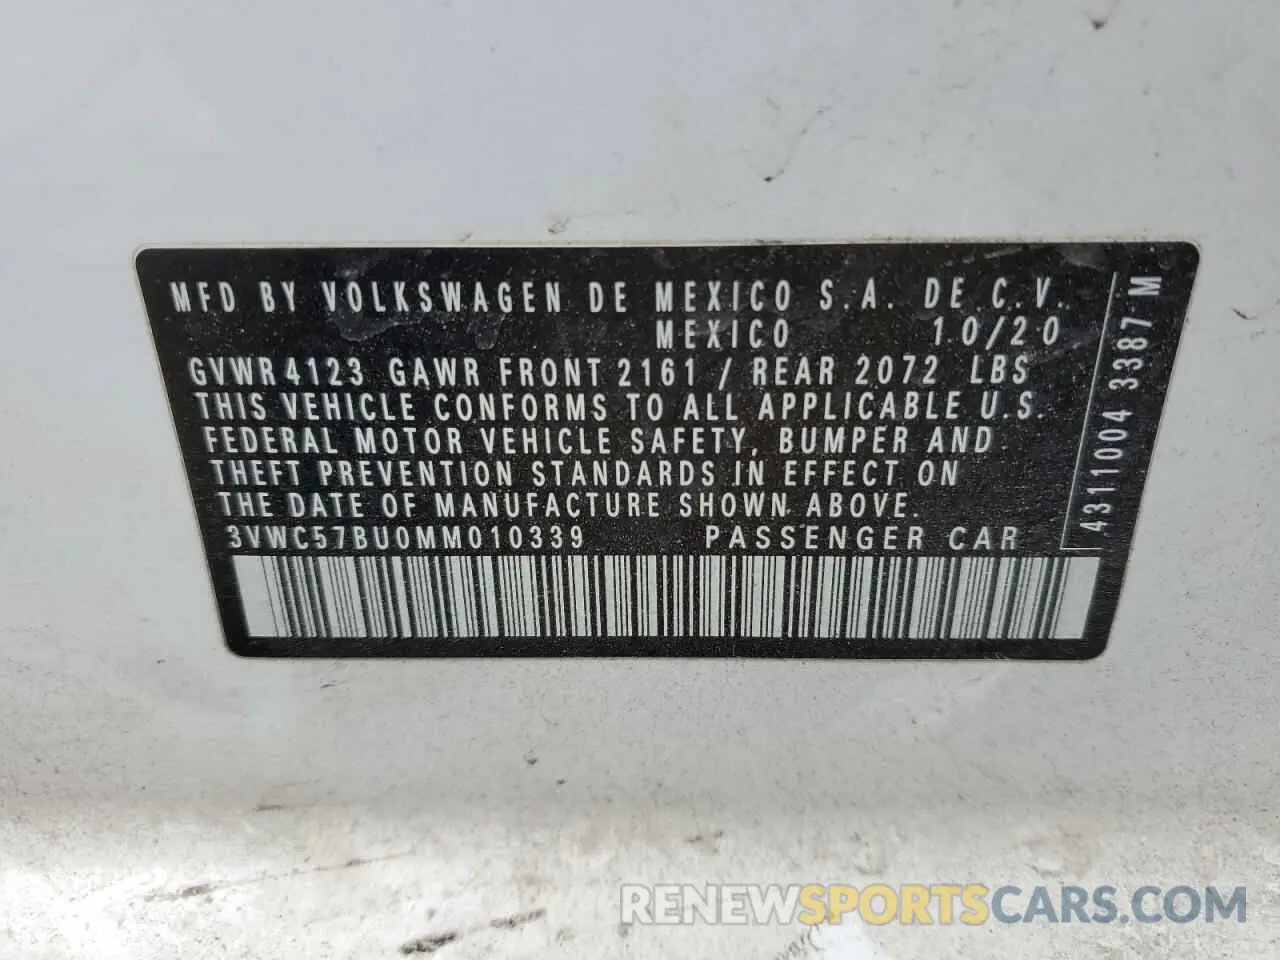 MFD BY VOLKSWAGEN DE MEXICO S.A. DE C.V.
MEXICO 10/20
GVWR 4123 GAWR FRONT 2161 / REAR 2072 LBS
THIS VEHICLE CONFORMS TO ALL APPLICABLE U.S.
FEDERAL MOTOR VEHICLE SAFETY, BUMPER AND
THEFT PREVENTION STANDARDS IN EFFECT ON
THE DATE OF MANUFACTURE SHOWN ABOVE.
3VWC57BU0MM010339 PASSENGER CAR
4311004 3387 M
RENEWSPORTSCARS.COM